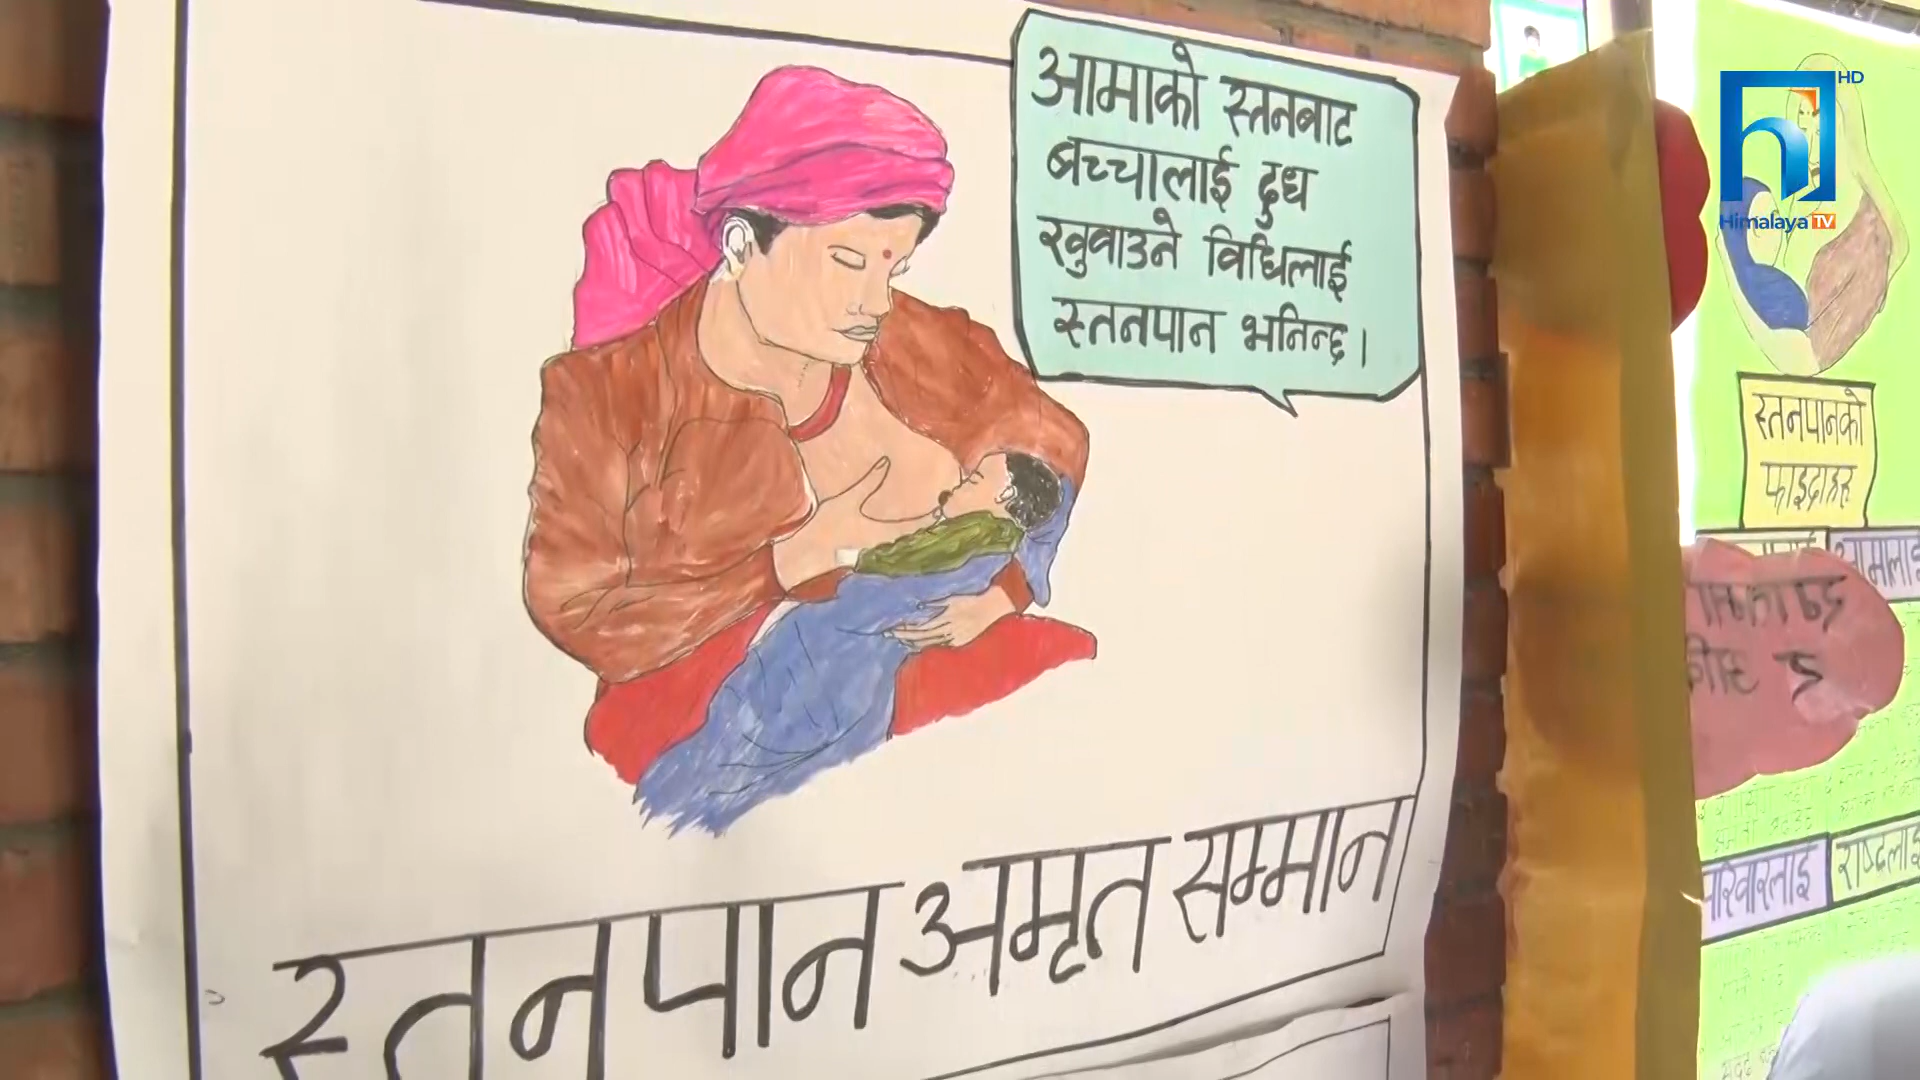 आमाको स्तनबाट
बच्चालाई दुध
खुवाउने विधिलाई
स्तनपान भनिन्छ।
स्तनपान अमृत सम्मान
HD
Himalaya TV
स्तनपानको
फाइदाहरु
आमालाई
परिवारलाई
राष्ट्रलाई